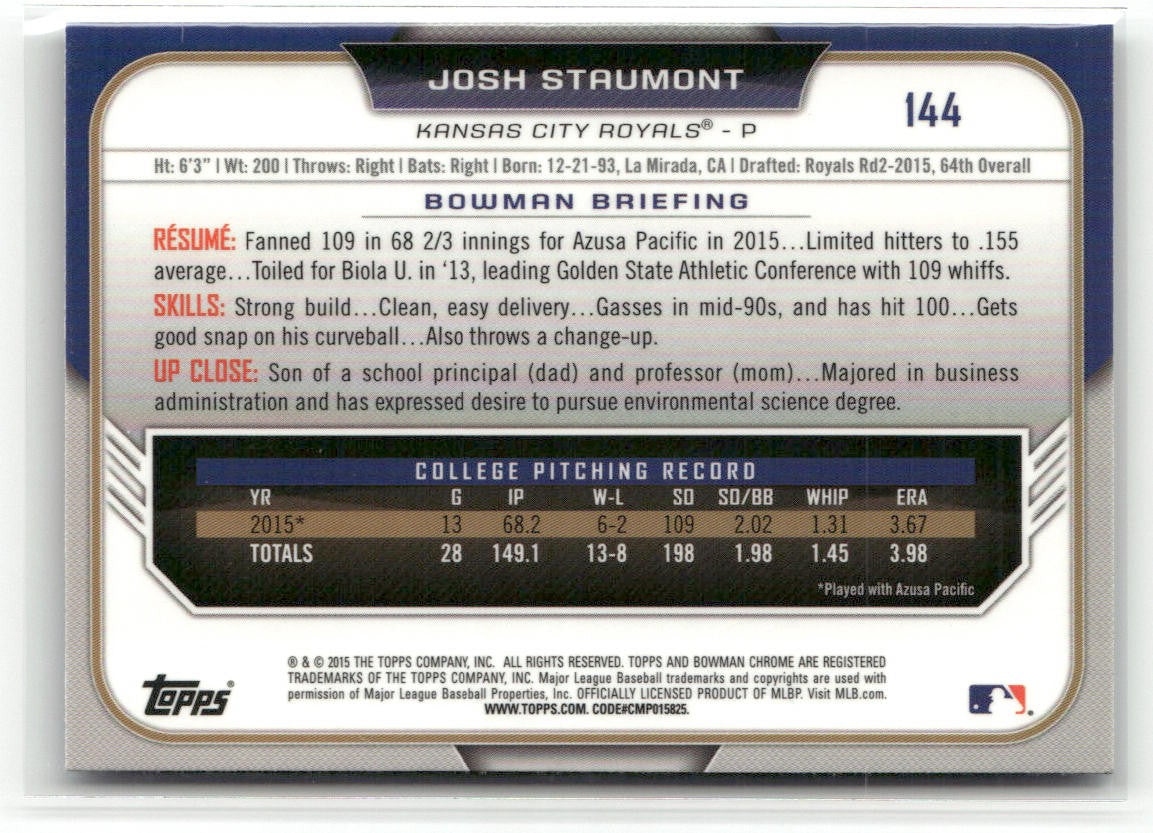 JOSH STAUMONT
144
KANSAS CITY ROYALS® - P
Ht: 6'3" | Wt: 200 | Throws: Right | Bats: Right | Born: 12-21-93, La Mirada, CA | Drafted: Royals Rd2-2015, 64th Overall
BOWMAN BRIEFING
RÉSUMÉ: Fanned 109 in 68 2/3 innings for Azusa Pacific in 2015...Limited hitters to .155
average...Toiled for Biola U. in '13, leading Golden State Athletic Conference with 109 whiffs.
SKILLS: Strong build...Clean, easy delivery...Gasses in mid-90s, and has hit 100...Gets
good snap on his curveball...Also throws a change-up.
UP CLOSE: Son of a school principal (dad) and professor (mom)...Majored in business
administration and has expressed desire to pursue environmental science degree.
COLLEGE PITCHING RECORD
YR G IP W-L SO SO/BB WHIP ERA
2015* 13 68.2 6-2 109 2.02 1.31 3.67
TOTALS 28 149.1 13-8 198 1.98 1.45 3.98
*Played with Azusa Pacific
® & © 2015 THE TOPPS COMPANY, INC. ALL RIGHTS RESERVED. TOPPS AND BOWMAN CHROME ARE REGISTERED
TRADEMARKS OF THE TOPPS COMPANY, INC. Major League Baseball trademarks and copyrights are used with
permission of Major League Baseball Properties, Inc. OFFICIALLY LICENSED PRODUCT OF MLBP. Visit MLB.com.
WWW.TOPPS.COM. CODE#CMP015825.
Topps®